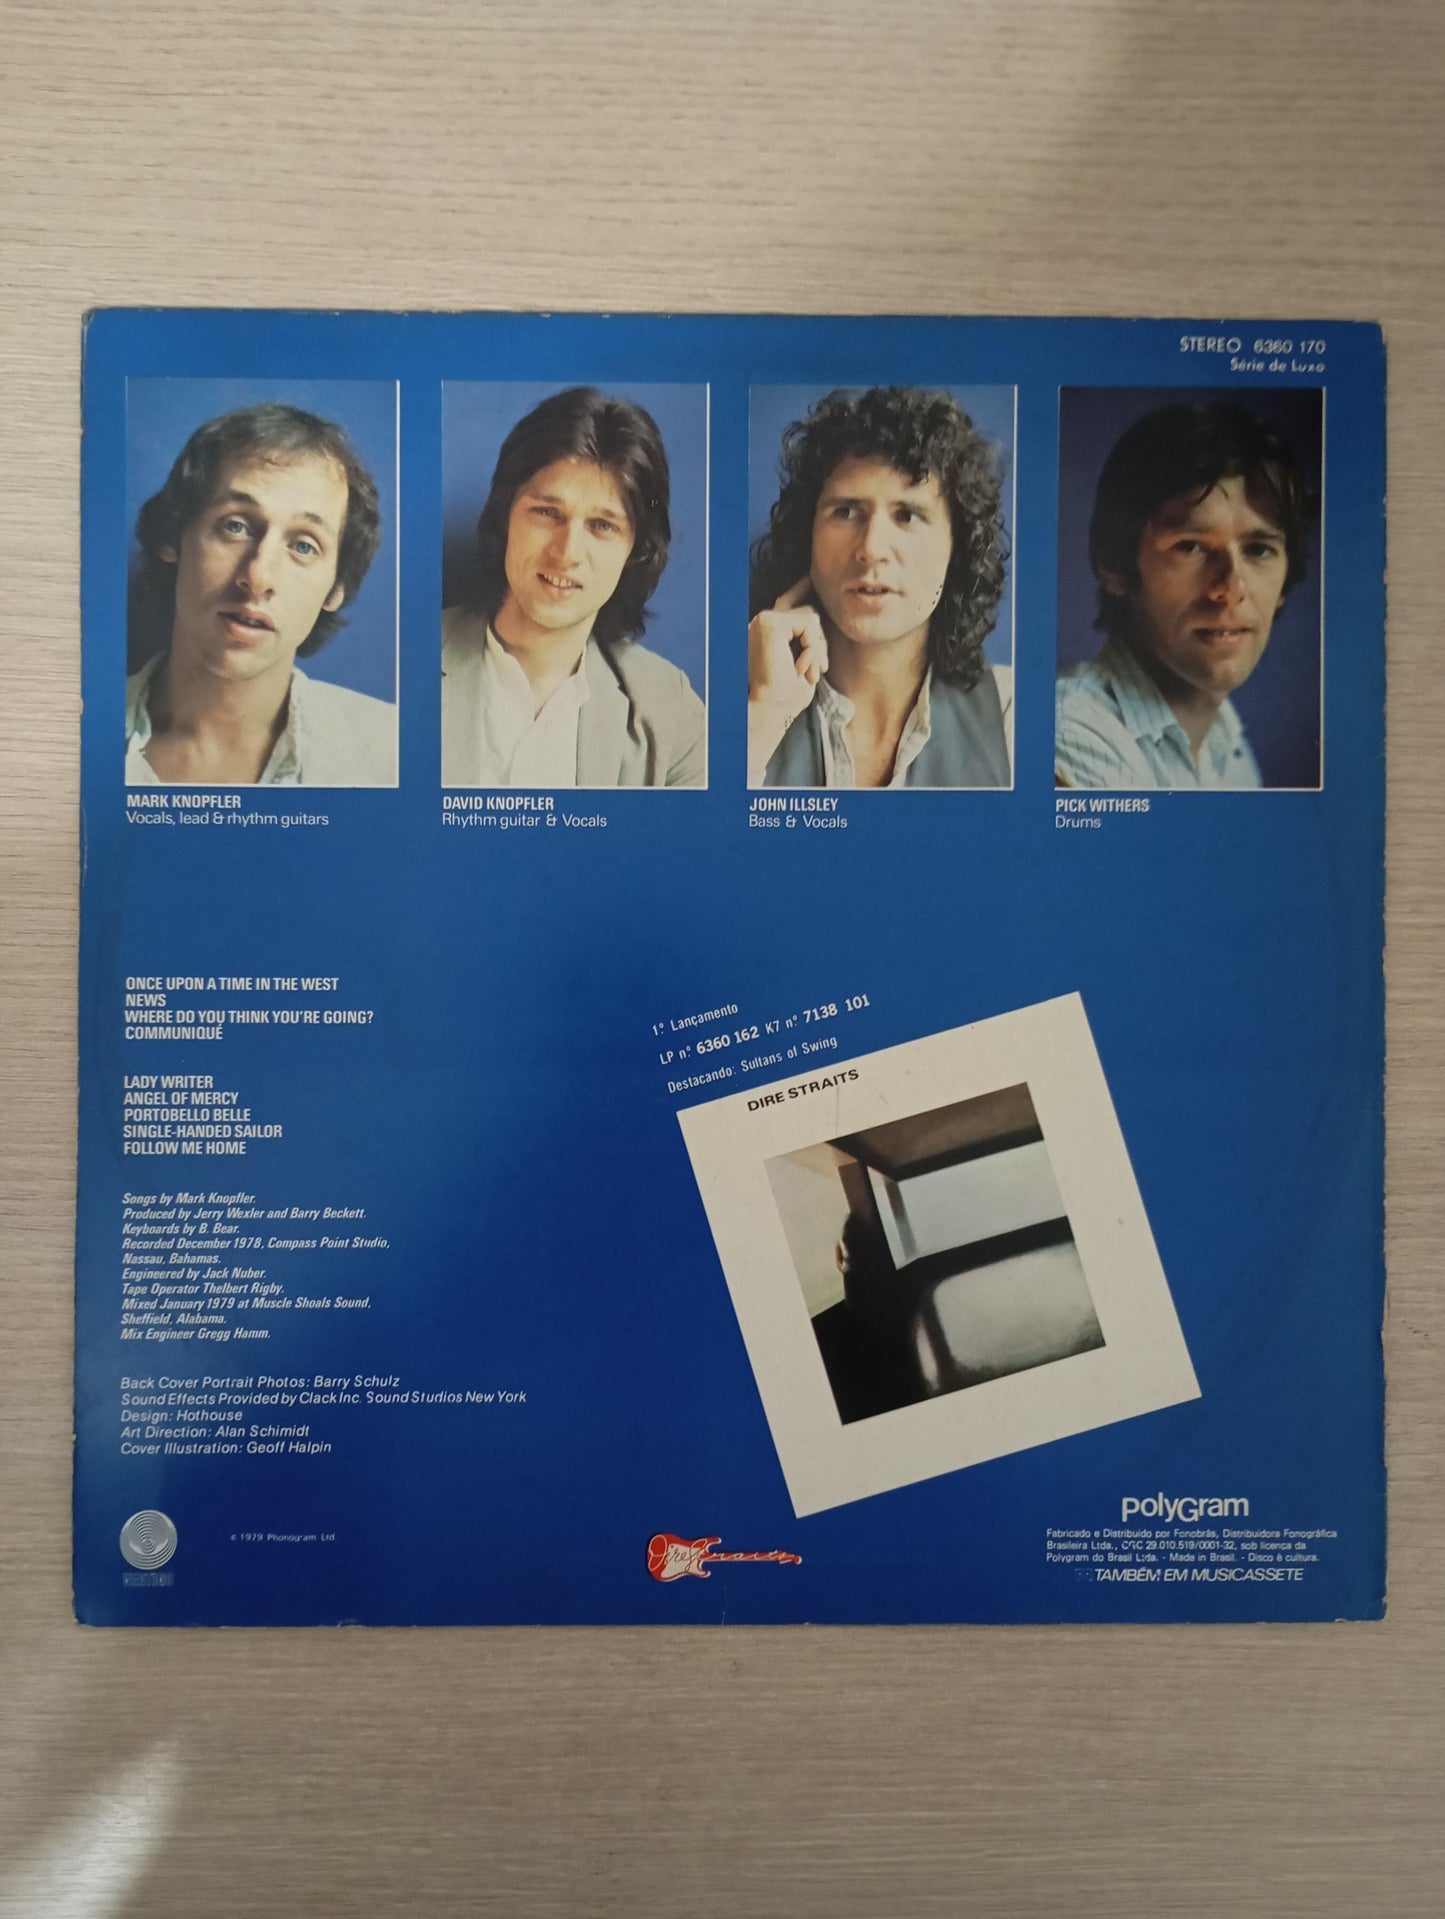 STEREO 6360 170
Série de Luxo
MARK KNOPFLER
Vocals, lead & rhythm guitars
DAVID KNOPFLER
Rhythm guitar & Vocals
JOHN ILLSLEY
Bass & Vocals
PICK WITHERS
Drums
ONCE UPON A TIME IN THE WEST
NEWS
WHERE DO YOU THINK YOU'RE GOING?
COMMUNIQUÉ
LADY WRITER
ANGEL OF MERCY
PORTOBELLO BELLE
SINGLE-HANDED SAILOR
FOLLOW ME HOME
Songs by Mark Knopfler.
Produced by Jerry Wexler and Barry Beckett.
Keyboards by B. Bear.
Recorded December 1978, Compass Point Studio,
Nassau, Bahamas.
Engineered by Jack Nuber.
Tape Operator Thelbert Rigby.
Mixed January 1979 at Muscle Shoals Sound,
Sheffield, Alabama.
Mix Engineer Gregg Hamm.
Back Cover Portrait Photos: Barry Schulz
Sound Effects Provided by Clack Inc. Sound Studios New York
Design: Hothouse
Art Direction: Alan Schimidt
Cover Illustration: Geoff Halpin
1º Lançamento
LP nº 6360 162 K7 nº 7138 101
Destacando: Sultans of Swing
DIRE STRAITS
VERTIGO
© 1979 Phonogram Ltd.
Dire Straits
PolyGram
Fabricado e Distribuído por Fonobrás, Distribuidora Fonográfica
Brasileira Ltda., CGC 29.010.519/0001-32, sob licença da
Polygram do Brasil Ltda. - Made in Brasil. - Disco é cultura.
TAMBÉM EM MUSICASSETE